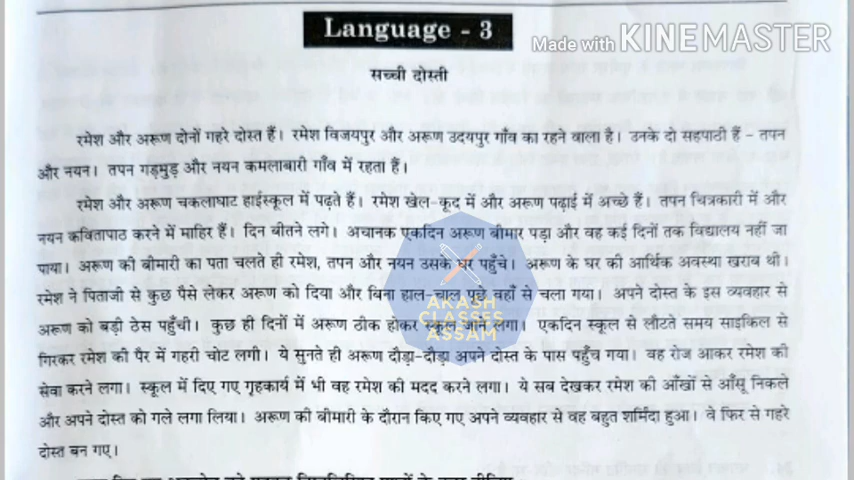 Language - 3
Made with KINEMASTER
सच्ची दोस्ती
रमेश और अरूण दोनों गहरे दोस्त हैं। रमेश विजयपुर और अरूण उदयपुर गाँव का रहने वाला है। उनके दो सहपाठी हैं - तपन
और नयन। तपन गड़मुड़ और नयन कमलाबारी गाँव में रहता हैं।
रमेश और अरूण चकलाघाट हाईस्कूल में पढ़ते हैं। रमेश खेल-कूद में और अरूण पढ़ाई में अच्छे हैं। तपन चित्रकारी में और
नयन कवितापाठ करने में माहिर हैं। दिन बीतने लगे। अचानक एकदिन अरूण बीमार पड़ा और वह कई दिनों तक विद्यालय नहीं जा
पाया। अरूण की बीमारी का पता चलते ही रमेश, तपन और नयन उसके घर पहुँचे। अरूण के घर की आर्थिक अवस्था खराब थी।
रमेश ने पिताजी से कुछ पैसे लेकर अरूण को दिया और बिना हाल-चाल पूछे वहाँ से चला गया। अपने दोस्त के इस व्यवहार से
अरूण को बड़ी ठेस पहुँची। कुछ ही दिनों में अरूण ठीक होकर स्कूल जाने लगा। एकदिन स्कूल से लौटते समय साइकिल से
गिरकर रमेश की पैर में गहरी चोट लगी। ये सुनते ही अरूण दौड़ा-दौड़ा अपने दोस्त के पास पहुँच गया। वह रोज आकर रमेश की
सेवा करने लगा। स्कूल में दिए गए गृहकार्य में भी वह रमेश की मदद करने लगा। ये सब देखकर रमेश की आँखों से आँसू निकले
और अपने दोस्त को गले लगा लिया। अरूण की बीमारी के दौरान किए गए अपने व्यवहार से वह बहुत शर्मिंदा हुआ। वे फिर से गहरे
दोस्त बन गए।
AKASH
CLASSES
ASSAM